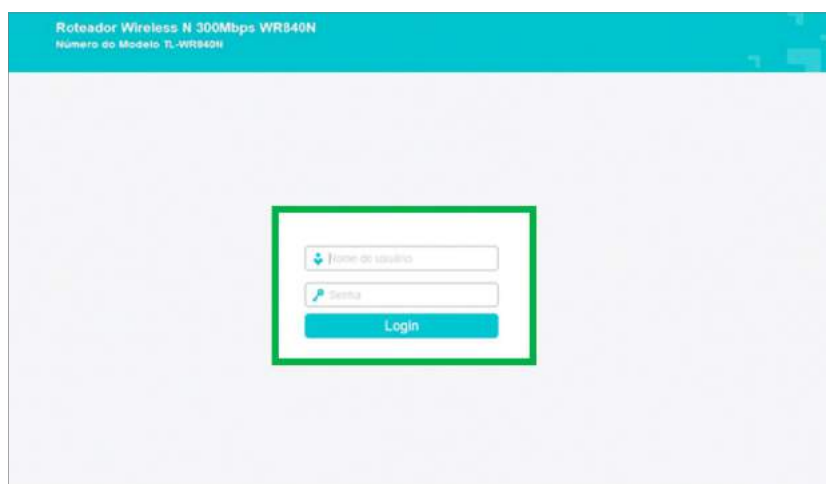 Roteador Wireless N 300Mbps WR840N
Número do Modelo TL-WR840N
Nome de usuário
Senha
Login